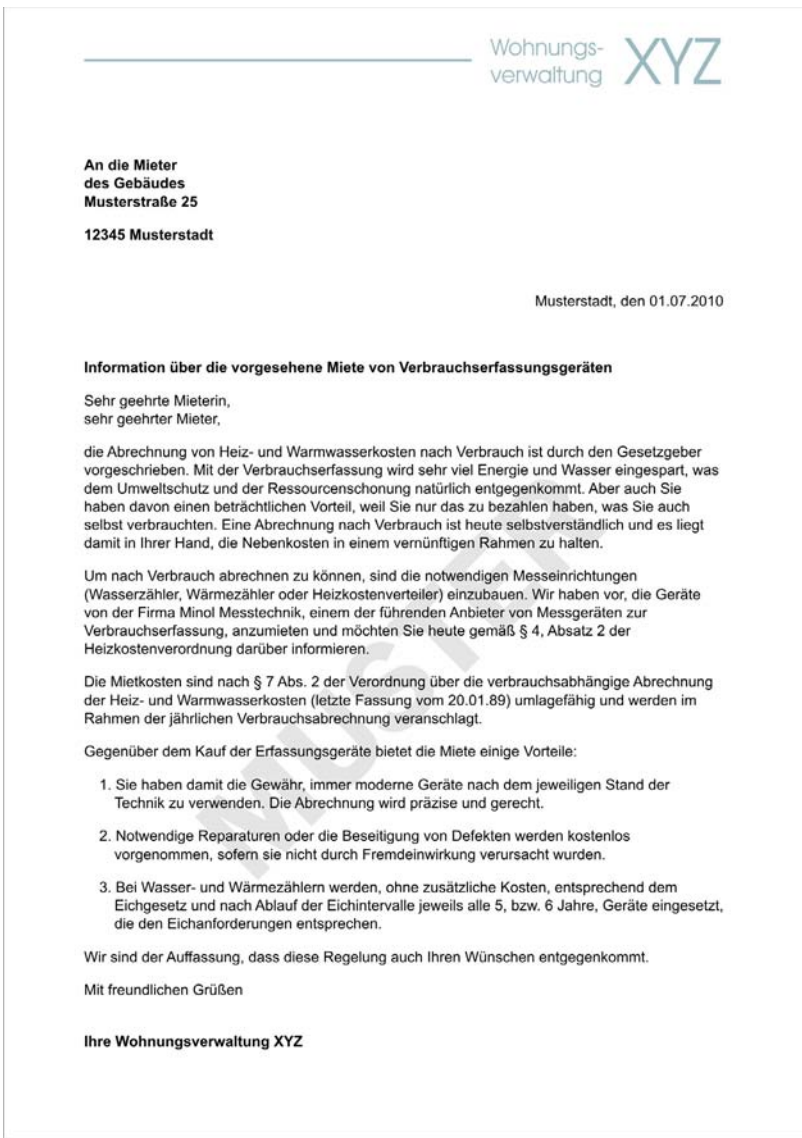 Wohnungs-
verwaltung XYZ
An die Mieter
des Gebäudes
Musterstraße 25
12345 Musterstadt
Musterstadt, den 01.07.2010
Information über die vorgesehene Miete von Verbrauchserfassungsgeräten
Sehr geehrte Mieterin,
sehr geehrter Mieter,
die Abrechnung von Heiz- und Warmwasserkosten nach Verbrauch ist durch den Gesetzgeber
vorgeschrieben. Mit der Verbrauchserfassung wird sehr viel Energie und Wasser eingespart, was
dem Umweltschutz und der Ressourcenschonung natürlich entgegenkommt. Aber auch Sie
haben davon einen beträchtlichen Vorteil, weil Sie nur das zu bezahlen haben, was Sie auch
selbst verbrauchten. Eine Abrechnung nach Verbrauch ist heute selbstverständlich und es liegt
damit in Ihrer Hand, die Nebenkosten in einem vernünftigen Rahmen zu halten.
Um nach Verbrauch abrechnen zu können, sind die notwendigen Messeinrichtungen
(Wasserzähler, Wärmezähler oder Heizkostenverteiler) einzubauen. Wir haben vor, die Geräte
von der Firma Minol Messtechnik, einem der führenden Anbieter von Messgeräten zur
Verbrauchserfassung, anzumieten und möchten Sie heute gemäß § 4, Absatz 2 der
Heizkostenverordnung darüber informieren.
Die Mietkosten sind nach § 7 Abs. 2 der Verordnung über die verbrauchsabhängige Abrechnung
der Heiz- und Warmwasserkosten (letzte Fassung vom 20.01.89) umlagefähig und werden im
Rahmen der jährlichen Verbrauchsabrechnung veranschlagt.
Gegenüber dem Kauf der Erfassungsgeräte bietet die Miete einige Vorteile:
1. Sie haben damit die Gewähr, immer moderne Geräte nach dem jeweiligen Stand der
Technik zu verwenden. Die Abrechnung wird präzise und gerecht.
2. Notwendige Reparaturen oder die Beseitigung von Defekten werden kostenlos
vorgenommen, sofern sie nicht durch Fremdeinwirkung verursacht wurden.
3. Bei Wasser- und Wärmezählern werden, ohne zusätzliche Kosten, entsprechend dem
Eichgesetz und nach Ablauf der Eichintervalle jeweils alle 5, bzw. 6 Jahre, Geräte eingesetzt,
die den Eichanforderungen entsprechen.
Wir sind der Auffassung, dass diese Regelung auch Ihren Wünschen entgegenkommt.
Mit freundlichen Grüßen
Ihre Wohnungsverwaltung XYZ
MUSTER